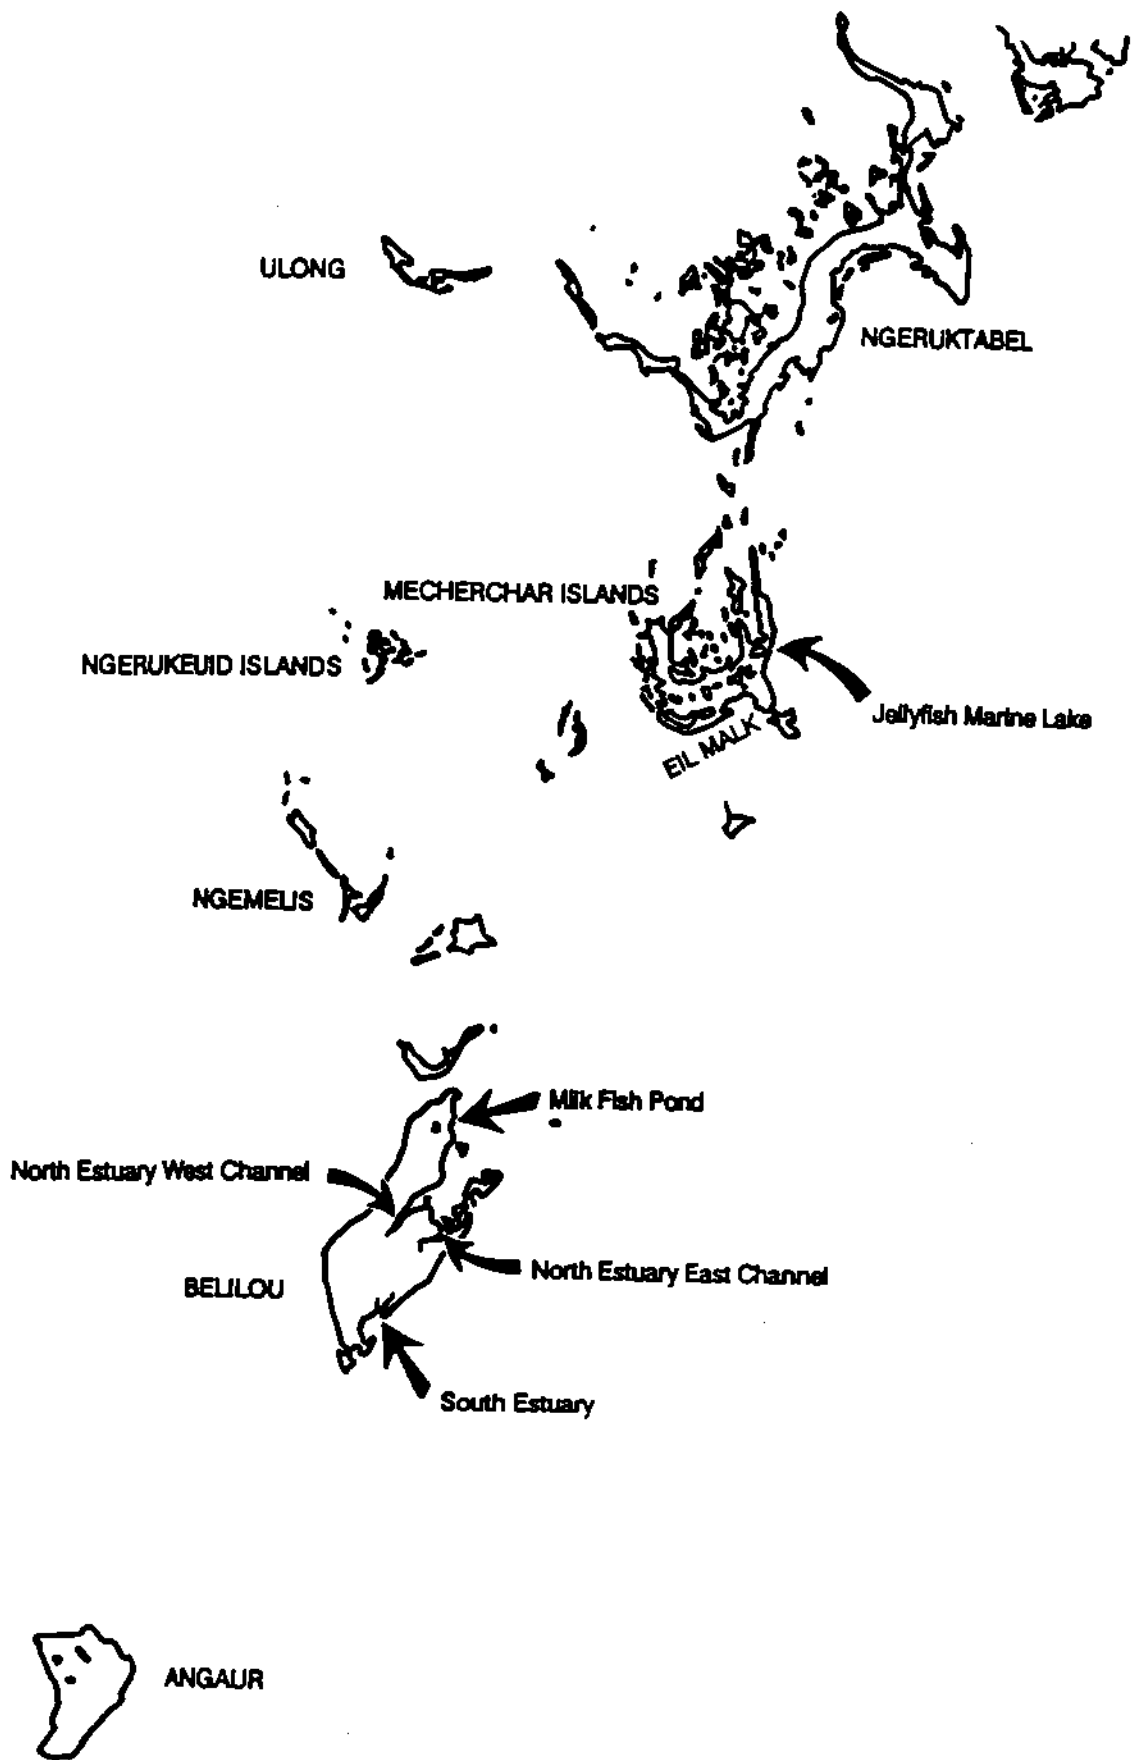 ULONG
NGERUKTABEL
MECHERCHAR ISLANDS
NGERUKEUID ISLANDS
Jellyfish Marine Lake
EIL MALK
NGEMELIS
Milk Fish Pond
North Estuary West Channel
North Estuary East Channel
BELILOU
South Estuary
ANGAUR